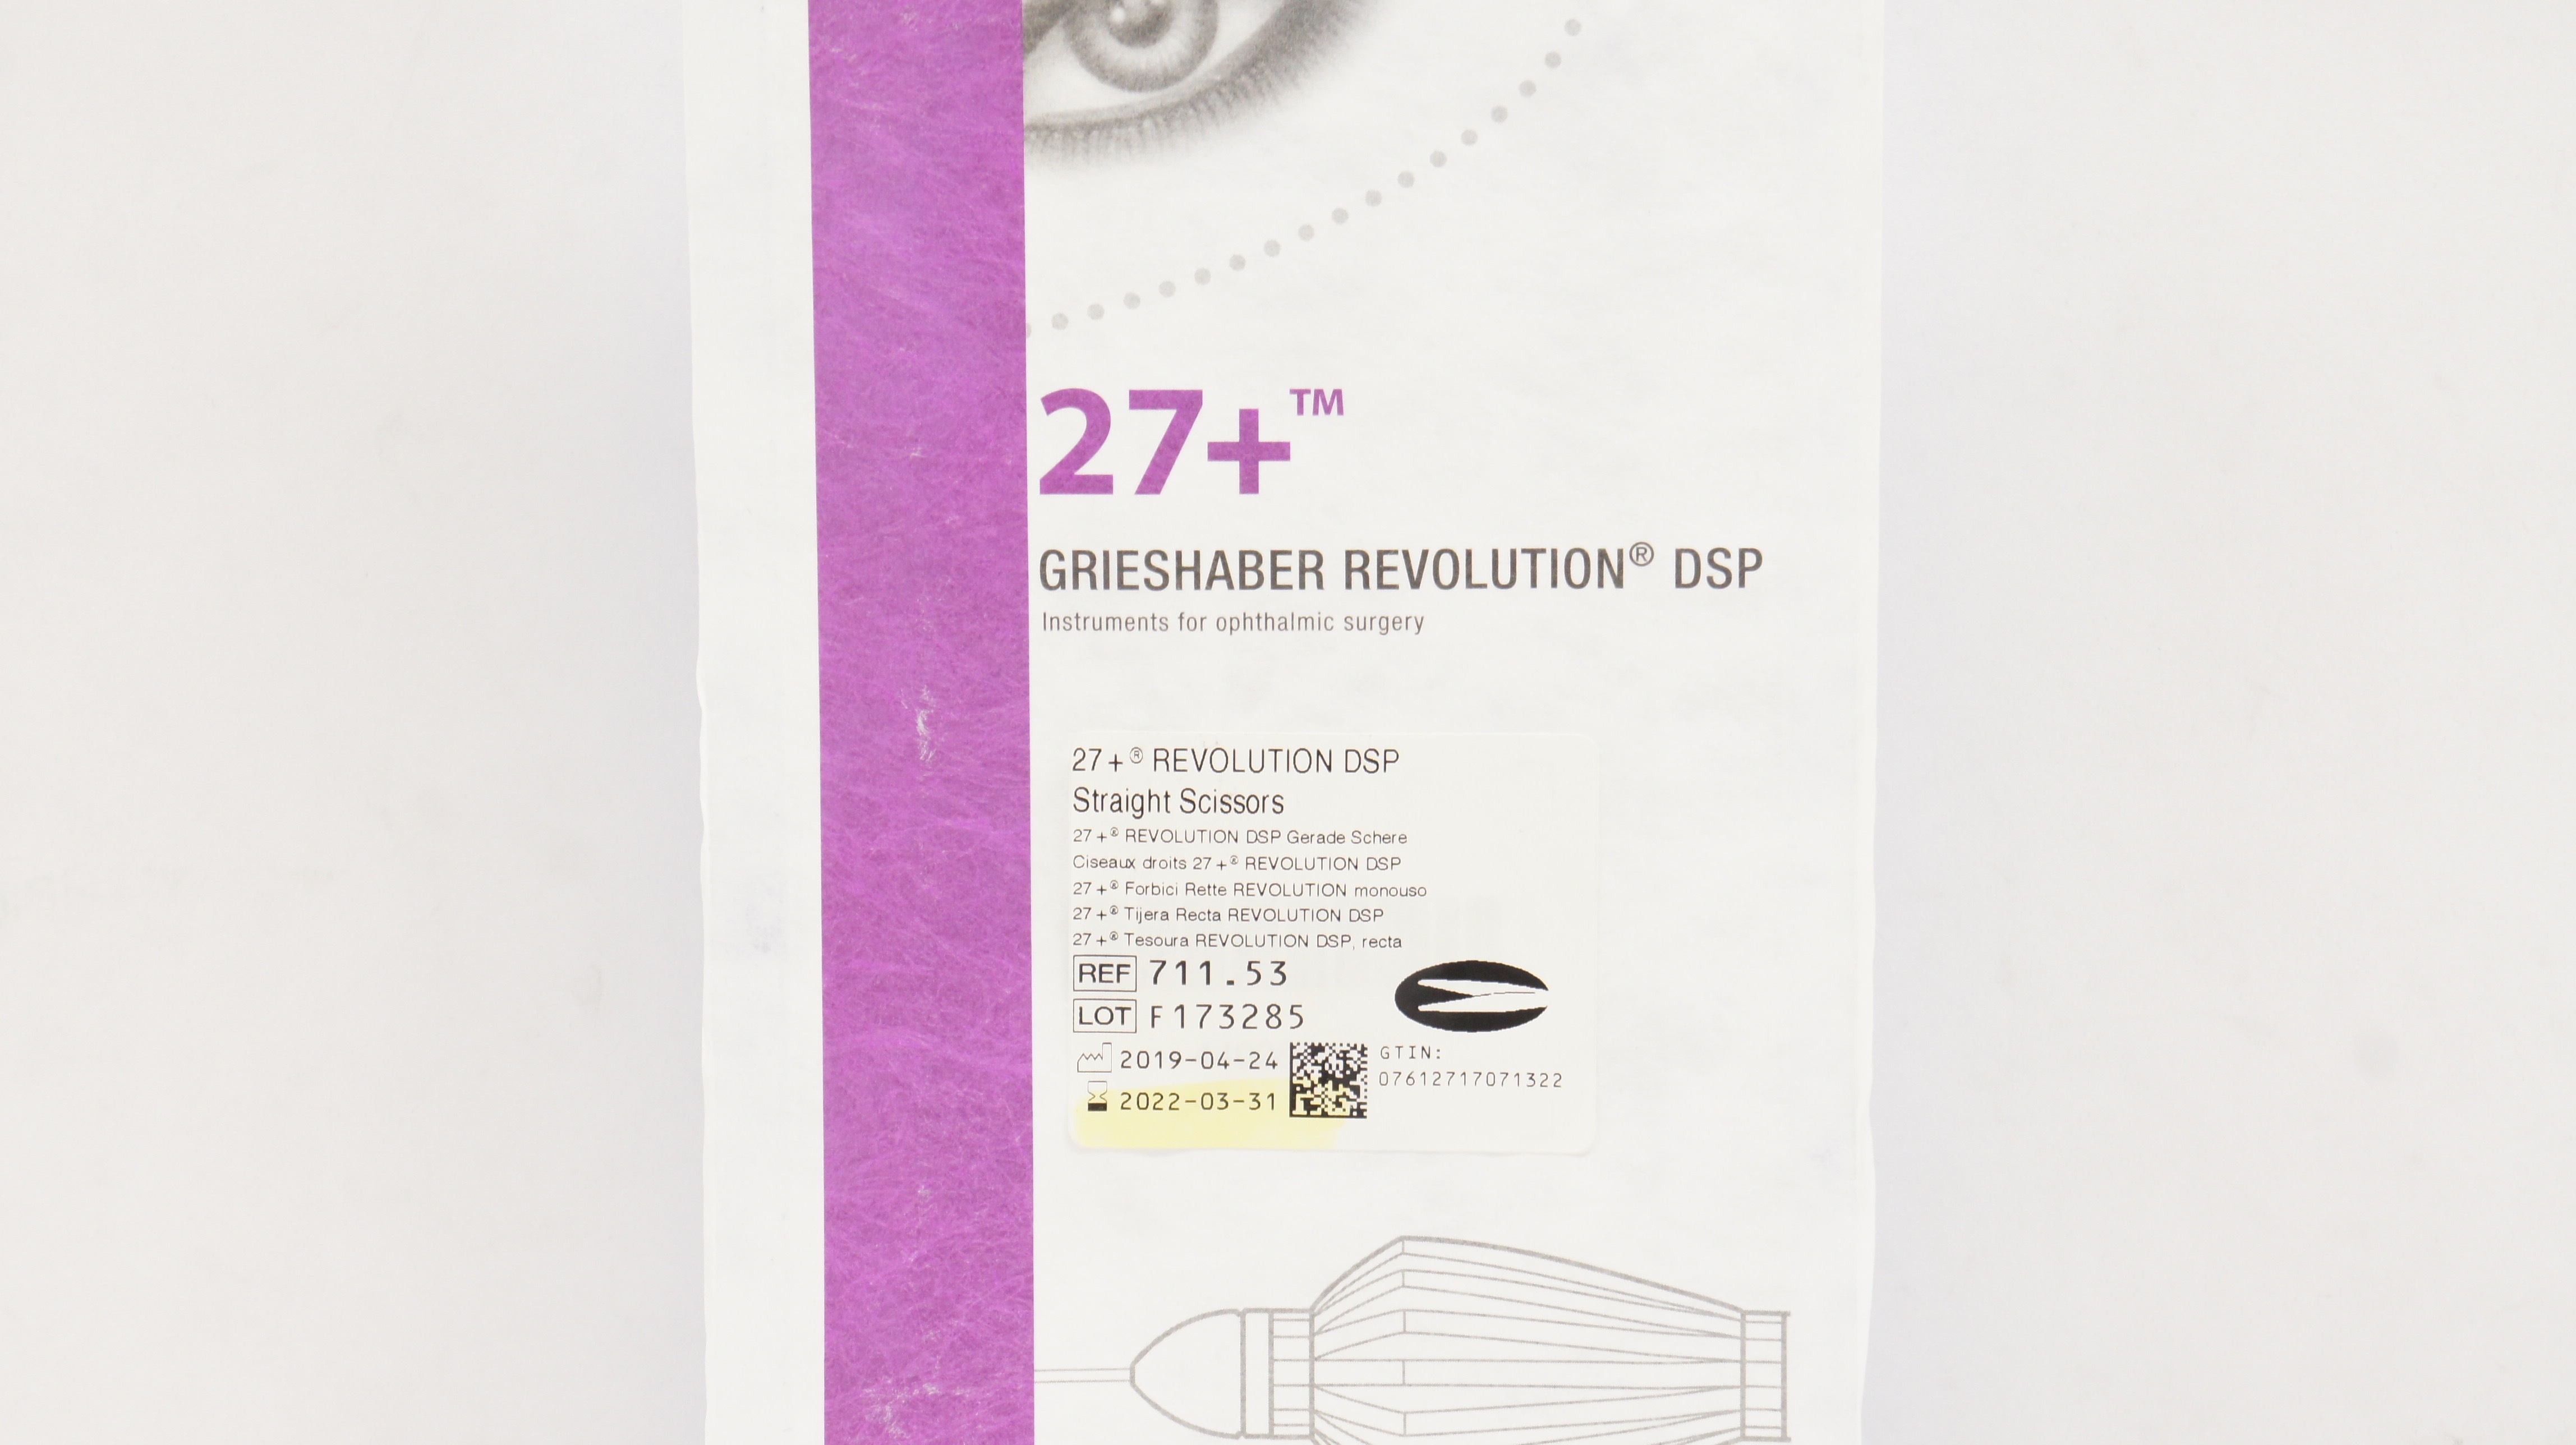 27+™
GRIESHABER REVOLUTION® DSP
Instruments for ophthalmic surgery
27+® REVOLUTION DSP
Straight Scissors
27+® REVOLUTION DSP Gerade Schere
Ciseaux droits 27+® REVOLUTION DSP
27+® Forbici Rette REVOLUTION monouso
27+® Tijera Recta REVOLUTION DSP
27+® Tesoura REVOLUTION DSP, recta
REF 711.53
LOT F173285
2019-04-24
GTIN:
07612717071322
2022-03-31